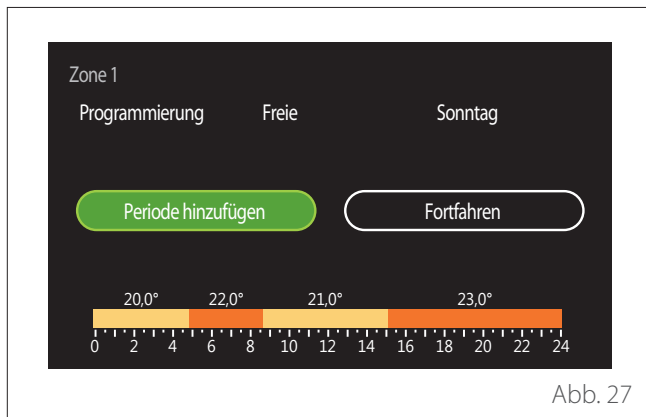 Zone 1
Programmierung Freie Sonntag
Periode hinzufügen Fortfahren
20,0° 22,0° 21,0° 23,0°
0 2 4 6 8 10 12 14 16 18 20 22 24
Abb. 27